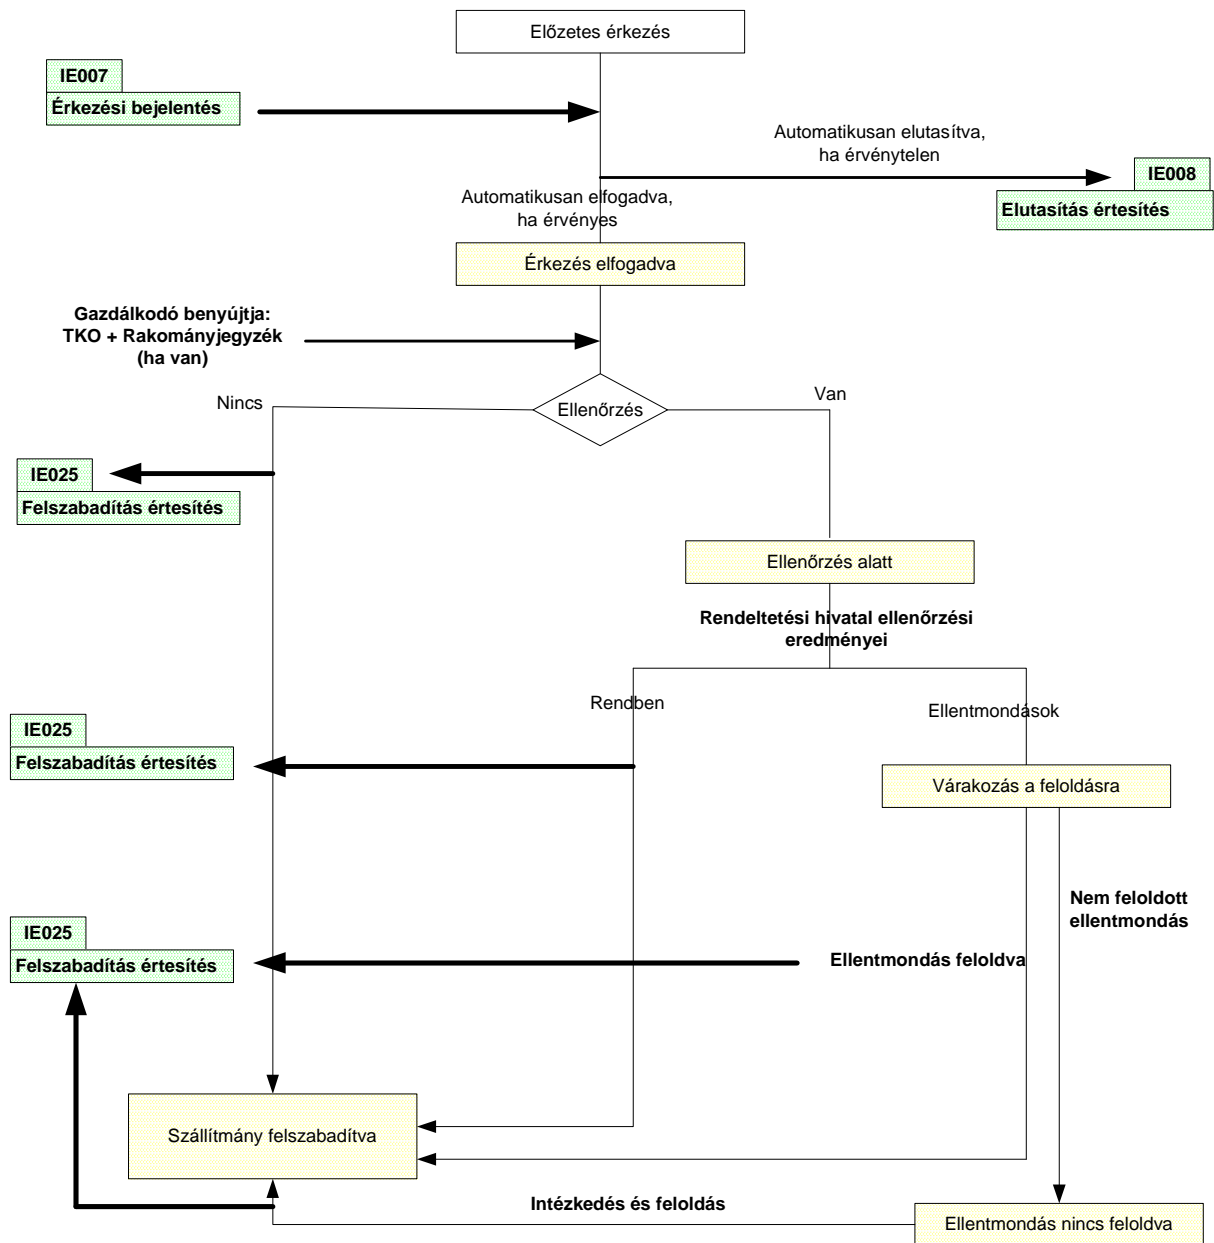 Előzetes érkezés
IE007
Érkezési bejelentés
Automatikusan elutasítva,
ha érvénytelen
IE008
Elutasítás értesítés
Automatikusan elfogadva,
ha érvényes
Érkezés elfogadva
Gazdálkodó benyújtja:
TKO + Rakományjegyzék
(ha van)
Nincs
Ellenőrzés
Van
IE025
Felszabadítás értesítés
Ellenőrzés alatt
Rendeltetési hivatal ellenőrzési
eredményei
Rendben
Ellentmondások
IE025
Felszabadítás értesítés
Várakozás a feloldásra
Nem feloldott
ellentmondás
IE025
Felszabadítás értesítés
Ellentmondás feloldva
Szállítmány felszabadítva
Intézkedés és feloldás
Ellentmondás nincs feloldva